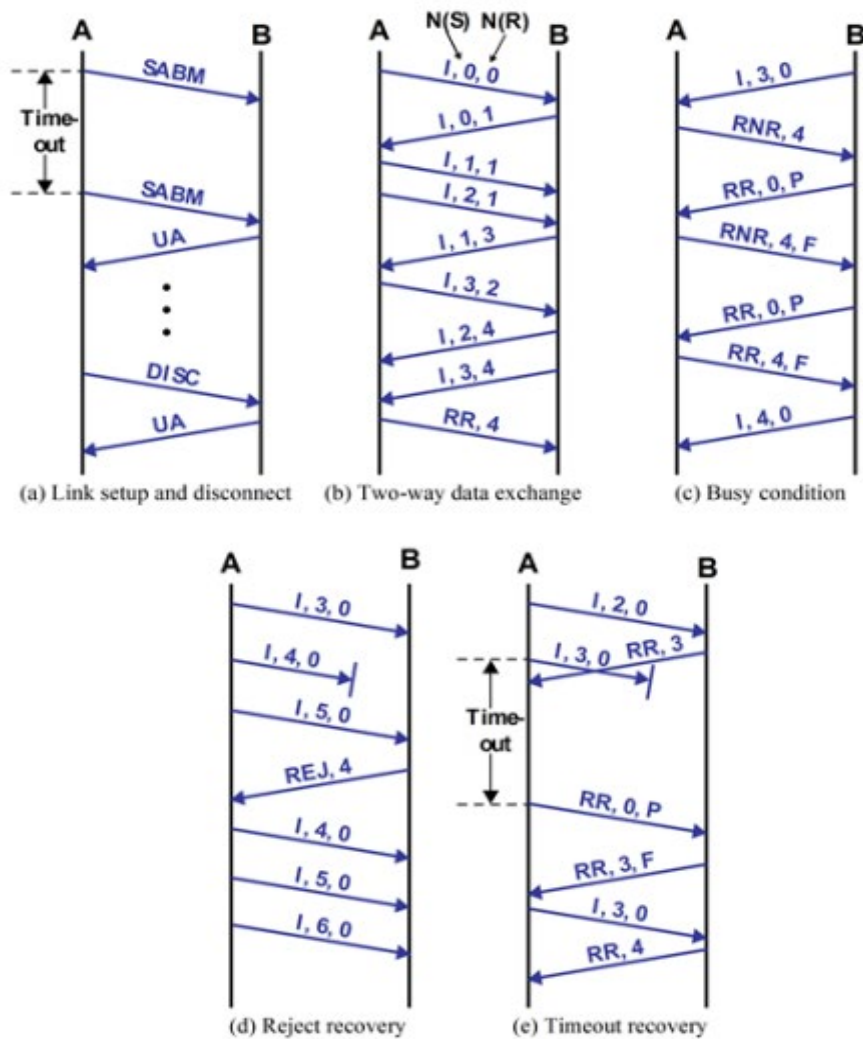 A
B
SABM
Time-
out
SABM
UA
DISC
UA
(a) Link setup and disconnect
N(S) N(R)
A
B
I, 0, 0
I, 0, 1
I, 1, 1
I, 2, 1
I, 1, 3
I, 3, 2
I, 2, 4
I, 3, 4
RR, 4
(b) Two-way data exchange
A
B
I, 3, 0
RNR, 4
RR, 0, P
RNR, 4, F
RR, 0, P
RR, 4, F
I, 4, 0
(c) Busy condition
A
B
I, 3, 0
I, 4, 0
I, 5, 0
REJ, 4
I, 4, 0
I, 5, 0
I, 6, 0
(d) Reject recovery
A
B
I, 2, 0
RR, 3
I, 3, 0
Time-
out
RR, 0, P
RR, 3, F
I, 3, 0
RR, 4
(e) Timeout recovery